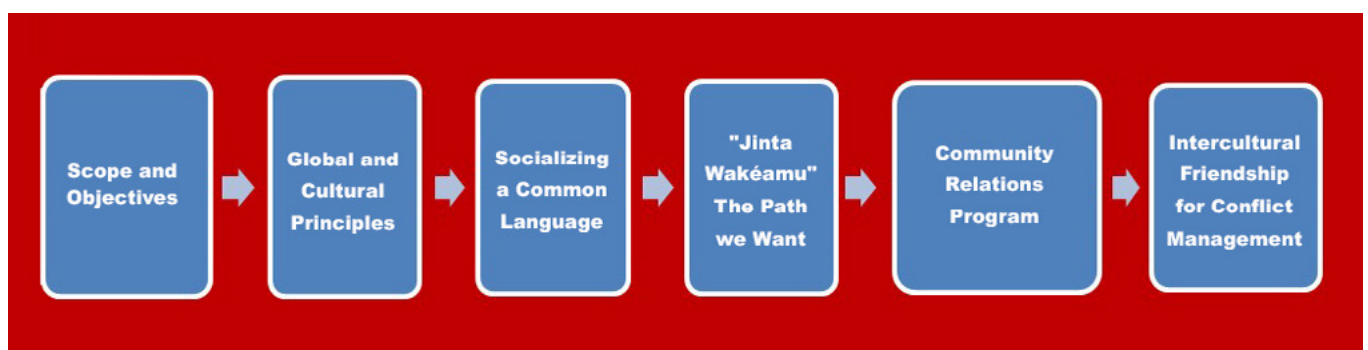 Scope and
Objectives
Global and
Cultural
Principles
Socializing
a Common
Language
"Jinta
Wakéamu"
The Path
we Want
Community
Relations
Program
Intercultural
Friendship
for Conflict
Management